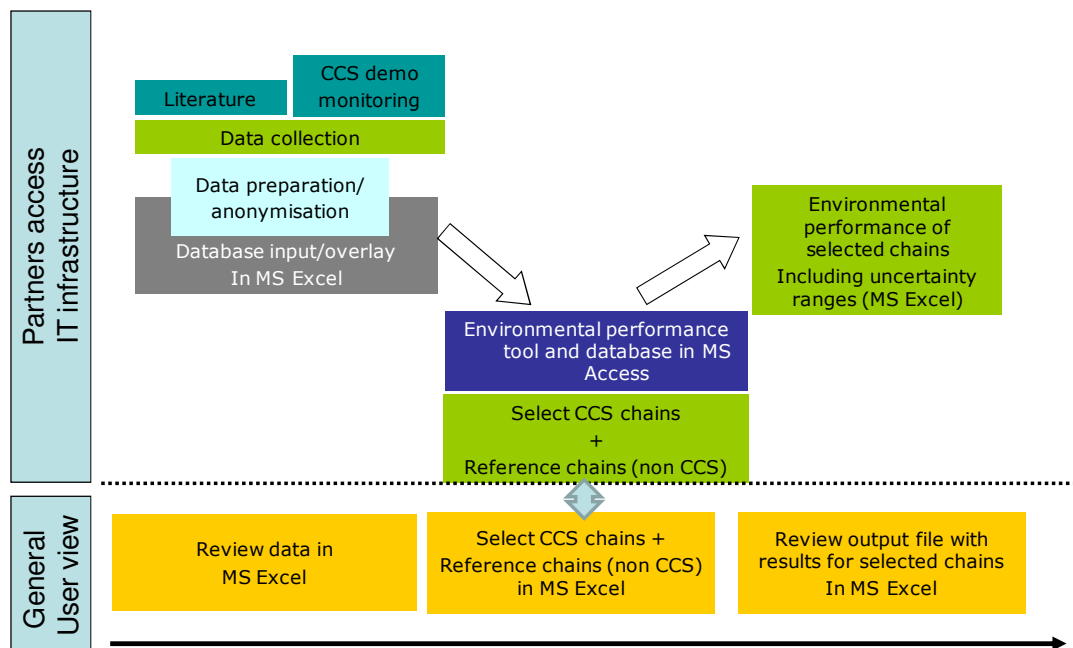 Partners access
IT infrastructure
Literature
CCS demo
monitoring
Data collection
Data preparation/
anonymisation
Database input/overlay
In MS Excel
Environmental performance
tool and database in MS
Access
Select CCS chains
+
Reference chains (non CCS)
Environmental
performance of
selected chains
Including uncertainty
ranges (MS Excel)
General
User view
Review data in
MS Excel
Select CCS chains +
Reference chains (non CCS)
in MS Excel
Review output file with
results for selected chains
In MS Excel